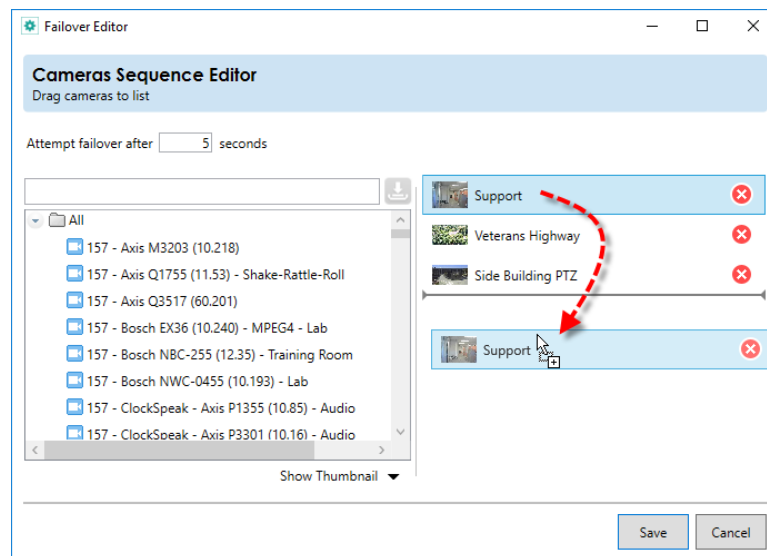 Failover Editor
Cameras Sequence Editor
Drag cameras to list
Attempt failover after 5 seconds
All
157 - Axis M3203 (10.218)
157 - Axis Q1755 (11.53) - Shake-Rattle-Roll
157 - Axis Q3517 (60.201)
157 - Bosch EX36 (10.240) - MPEG4 - Lab
157 - Bosch NBC-255 (12.35) - Training Room
157 - Bosch NWC-0455 (10.193) - Lab
157 - ClockSpeak - Axis P1355 (10.85) - Audio
157 - ClockSpeak - Axis P3301 (10.16) - Audio
Show Thumbnail
Support
Veterans Highway
Side Building PTZ
Support
Save
Cancel